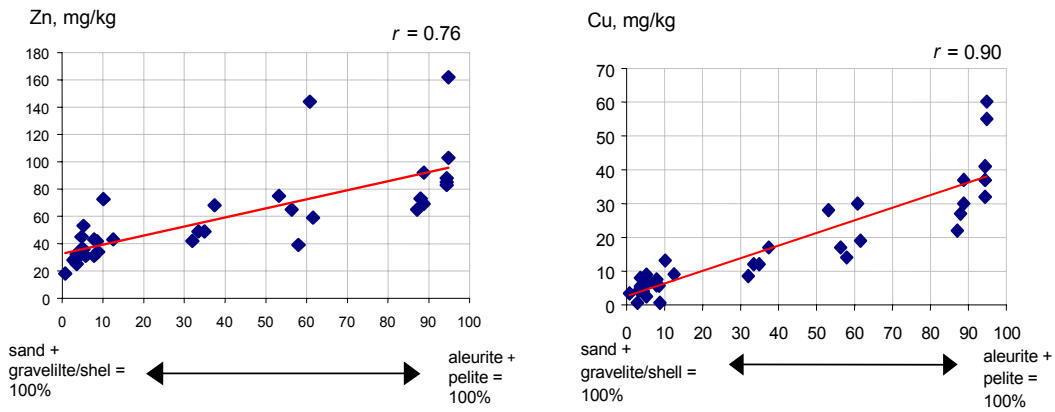 Zn, mg/kg
r = 0.76
180
160
140
120
100
80
60
40
20
0
0 10 20 30 40 50 60 70 80 90 100
sand +
gravelilte/shel =
100%
aleurite +
pelite =
100%
Cu, mg/kg
r = 0.90
70
60
50
40
30
20
10
0
0 10 20 30 40 50 60 70 80 90 100
sand +
gravelilte/shell =
100%
aleurite +
pelite =
100%